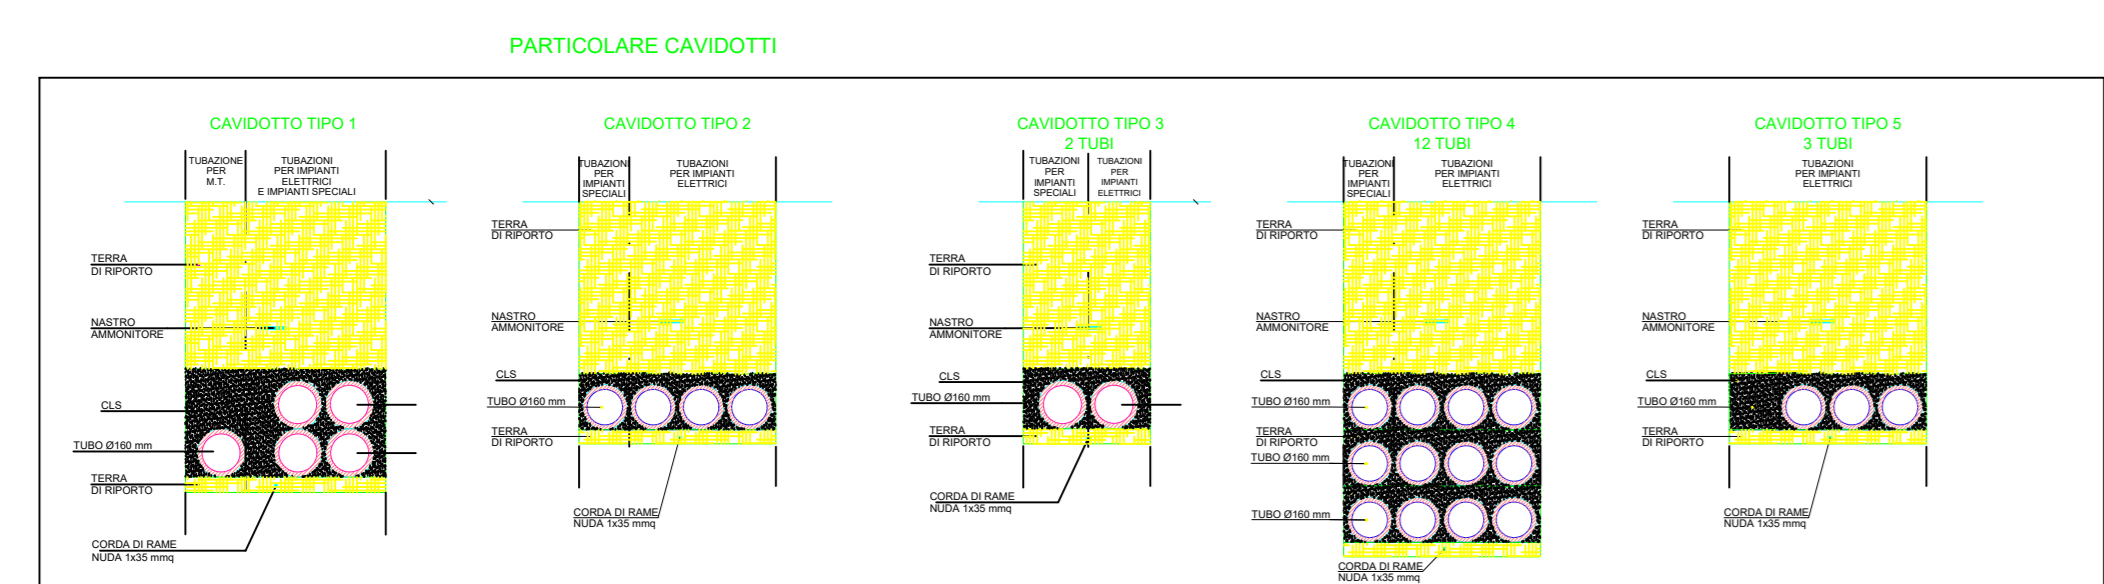 PARTICOLARE CAVIDOTTI
CAVIDOTTO TIPO 1
TUBAZIONE
PER
M.T.
TUBAZIONI
PER IMPIANTI
ELETTRICI
E IMPIANTI SPECIALI
TERRA
DI RIPORTO
NASTRO
AMMONITORE
CLS
TUBO Ø160 mm
TERRA
DI RIPORTO
CORDA DI RAME
NUDA 1x35 mmq
CAVIDOTTO TIPO 2
TUBAZIONI
PER
IMPIANTI
SPECIALI
TUBAZIONI
PER IMPIANTI
ELETTRICI
TERRA
DI RIPORTO
NASTRO
AMMONITORE
CLS
TUBO Ø160 mm
TERRA
DI RIPORTO
CORDA DI RAME
NUDA 1x35 mmq
CAVIDOTTO TIPO 3
2 TUBI
TUBAZIONI
PER
IMPIANTI
SPECIALI
TUBAZIONI
PER
IMPIANTI
ELETTRICI
TERRA
DI RIPORTO
NASTRO
AMMONITORE
CLS
TUBO Ø160 mm
TERRA
DI RIPORTO
CORDA DI RAME
NUDA 1x35 mmq
CAVIDOTTO TIPO 4
12 TUBI
TUBAZIONI
PER
IMPIANTI
SPECIALI
TUBAZIONI
PER IMPIANTI
ELETTRICI
TERRA
DI RIPORTO
NASTRO
AMMONITORE
CLS
TUBO Ø160 mm
TERRA
DI RIPORTO
TUBO Ø160 mm
TUBO Ø160 mm
CORDA DI RAME
NUDA 1x35 mmq
CAVIDOTTO TIPO 5
3 TUBI
TUBAZIONI
PER IMPIANTI
ELETTRICI
TERRA
DI RIPORTO
NASTRO
AMMONITORE
CLS
TUBO Ø160 mm
TERRA
DI RIPORTO
CORDA DI RAME
NUDA 1x35 mmq